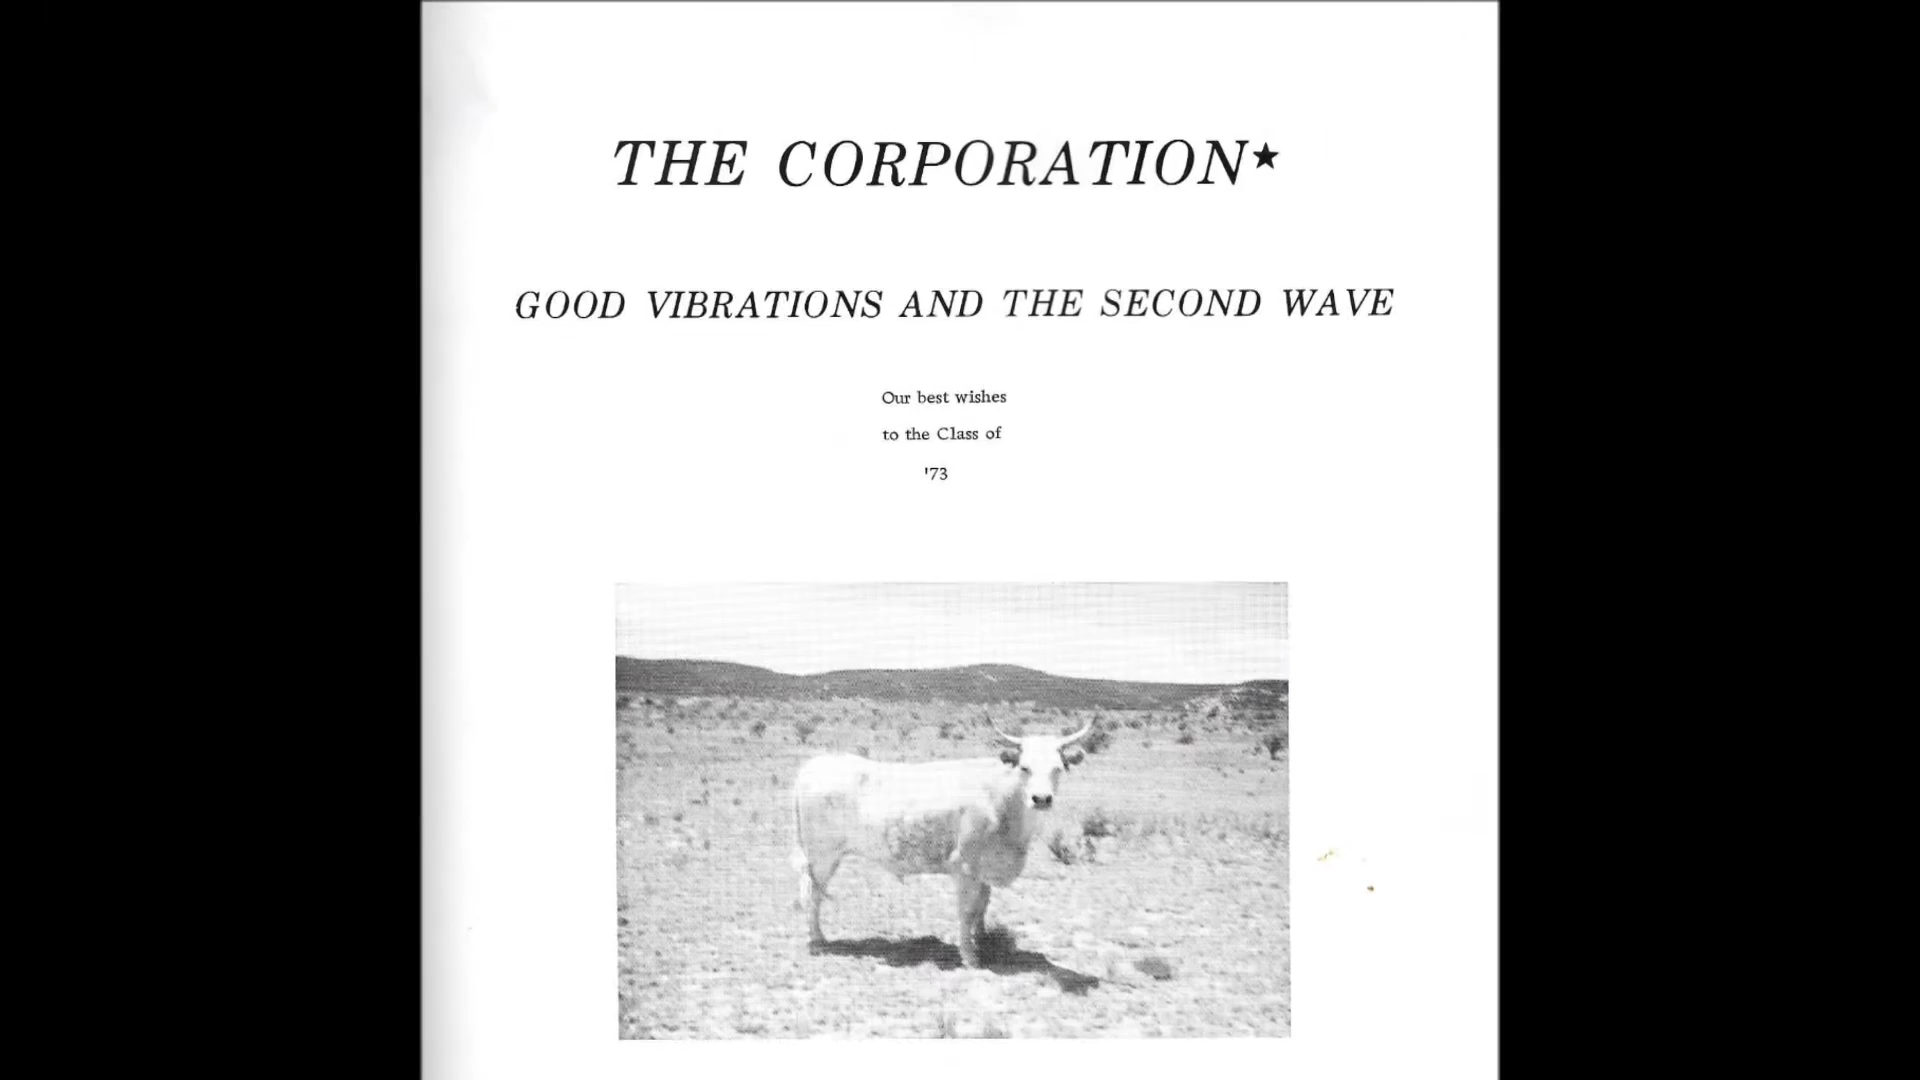 THE CORPORATION★
GOOD VIBRATIONS AND THE SECOND WAVE
Our best wishes
to the Class of
'73